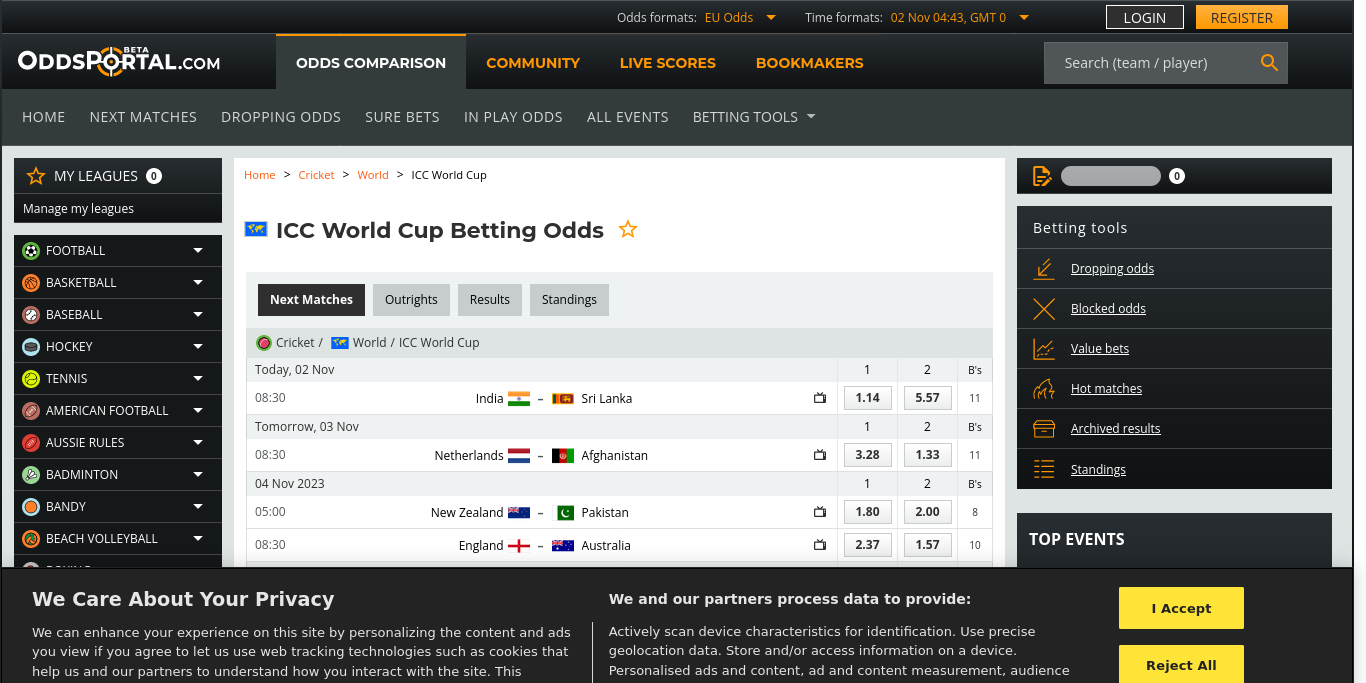 Odds formats: EU Odds Time formats: 02 Nov 04:43, GMT 0 LOGIN REGISTER
ODDSPORTAL.COM BETA ODDS COMPARISON COMMUNITY LIVE SCORES BOOKMAKERS Search (team / player)
HOME NEXT MATCHES DROPPING ODDS SURE BETS IN PLAY ODDS ALL EVENTS BETTING TOOLS
MY LEAGUES 0
Manage my leagues
FOOTBALL
BASKETBALL
BASEBALL
HOCKEY
TENNIS
AMERICAN FOOTBALL
AUSSIE RULES
BADMINTON
BANDY
BEACH VOLLEYBALL
Home > Cricket > World > ICC World Cup
ICC World Cup Betting Odds
Next Matches Outrights Results Standings
Cricket / World / ICC World Cup
Today, 02 Nov 1 2 B's
08:30 India – Sri Lanka 1.14 5.57 11
Tomorrow, 03 Nov 1 2 B's
08:30 Netherlands – Afghanistan 3.28 1.33 11
04 Nov 2023 1 2 B's
05:00 New Zealand – Pakistan 1.80 2.00 8
08:30 England – Australia 2.37 1.57 10
0
Betting tools
Dropping odds
Blocked odds
Value bets
Hot matches
Archived results
Standings
TOP EVENTS
We Care About Your Privacy
We can enhance your experience on this site by personalizing the content and ads
you view if you agree to let us use web tracking technologies such as cookies that
help us and our partners to understand how you interact with the site. This
We and our partners process data to provide:
Actively scan device characteristics for identification. Use precise
geolocation data. Store and/or access information on a device.
Personalised ads and content, ad and content measurement, audience
I Accept
Reject All